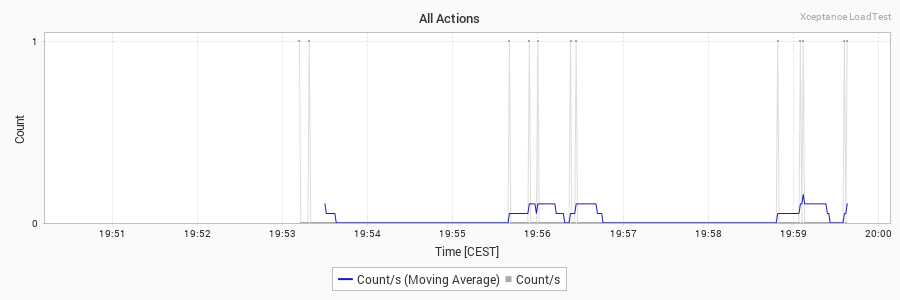 All Actions
Xceptance LoadTest
1
Count
0
19:51 19:52 19:53 19:54 19:55 19:56 19:57 19:58 19:59 20:00
Time [CEST]
Count/s (Moving Average) Count/s